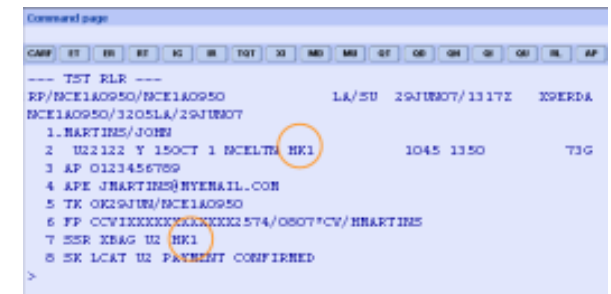 Command page
ET ER RT IG IR TQT XI MD MU QT QD QN QI QU RL AP
--- TST RLR ---
RP/NCE1A0950/NCE1A0950 LA/SU 29JUN07/1317Z X9ERDA
NCE1A0950/3205LA/29JUN07
1.MARTINS/JOHN
2 U22122 Y 15OCT 1 NCELTN HK1 1045 1350 73G
3 AP 0123456789
4 APE JMARTINS@MYEMAIL.COM
5 TK OK29JUN/NCE1A0950
6 FP CCVIXXXXXXXXXXXX2574/0807*CV/MMARTINS
7 SSR XBAG U2 HK1
8 SK LCAT U2 PAYMENT CONFIRMED
>